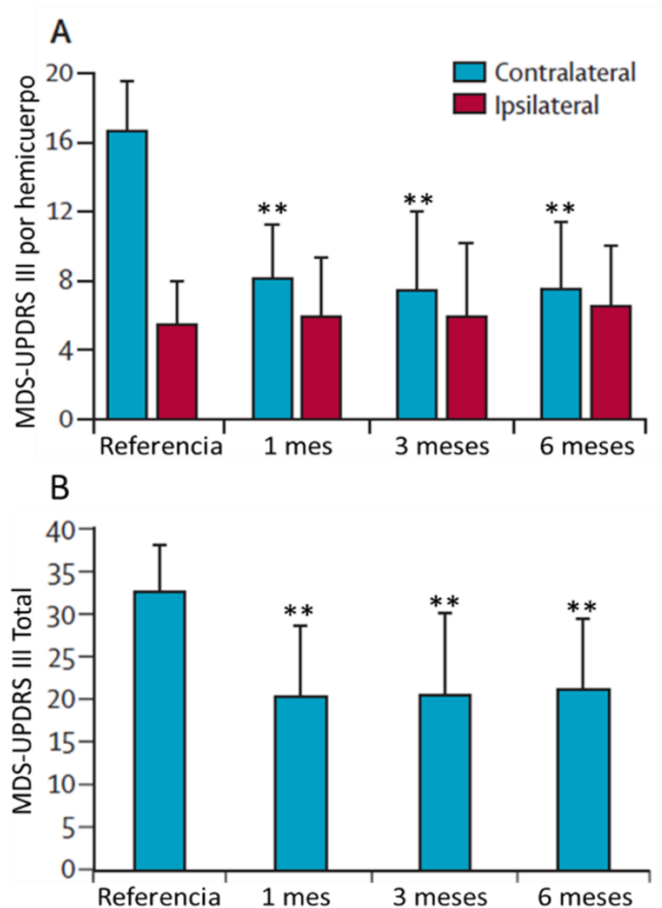 A
MDS-UPDRS III por hemicuerpo
20
16
12
8
4
0
Contralateral
Ipsilateral
**
**
**
Referencia
1 mes
3 meses
6 meses
B
MDS-UPDRS III Total
40
35
30
25
20
15
10
5
0
**
**
**
Referencia
1 mes
3 meses
6 meses